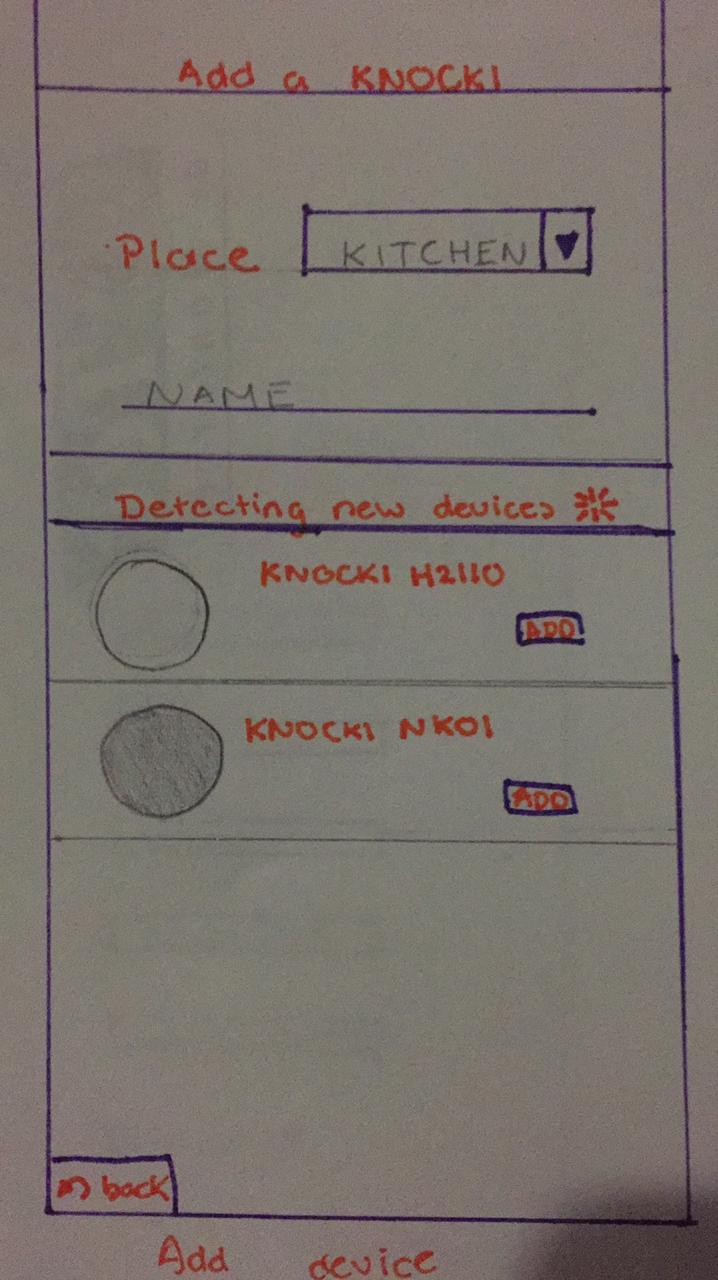 Add a KNOCKI
Place KITCHEN
NAME
Detecting new devices
KNOCKI H2110
ADD
KNOCKI NK01
ADD
back
Add device